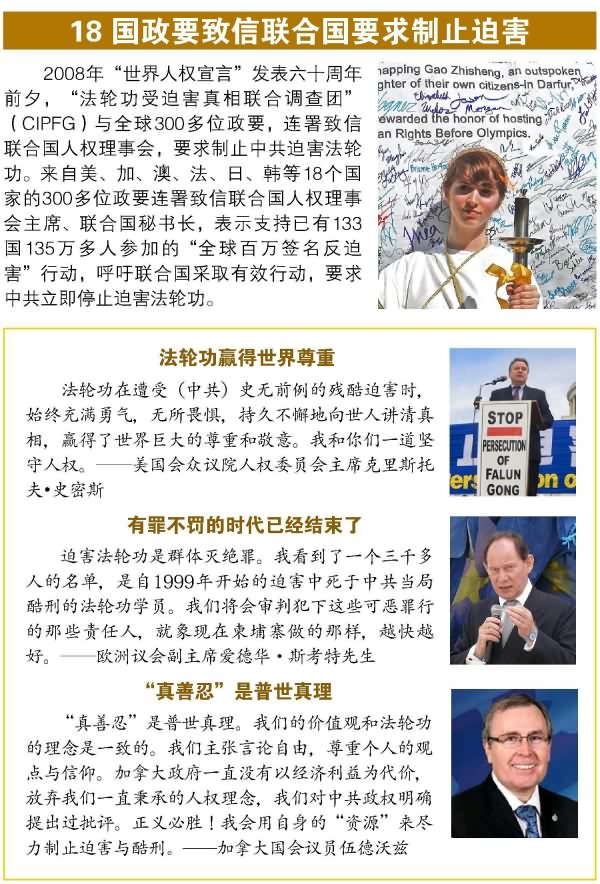 18 国政要致信联合国要求制止迫害
2008年“世界人权宣言”发表六十周年
前夕，“法轮功受迫害真相联合调查团”
（CIPFG）与全球300多位政要，连署致信
联合国人权理事会，要求制止中共迫害法轮
功。来自美、加、澳、法、日、韩等18个国
家的300多位政要连署致信联合国人权理事
会主席、联合国秘书长，表示支持已有133
国135万多人参加的“全球百万签名反迫
害”行动，呼吁联合国采取有效行动，要求
中共立即停止迫害法轮功。
napping Gao Zhisheng, an outspoken
ghter of their own citizens-in Darfur,
ewarded the honor of hosting
an Rights Before Olympics.
法轮功赢得世界尊重
法轮功在遭受（中共）史无前例的残酷迫害时，
始终充满勇气，无所畏惧，持久不懈地向世人讲清真
相，赢得了世界巨大的尊重和敬意。我和你们一道坚
守人权。——美国会众议院人权委员会主席克里斯托
夫•史密斯
STOP
PERSECUTION
OF
FALUN
GONG
有罪不罚的时代已经结束了
迫害法轮功是群体灭绝罪。我看到了一个三千多
人的名单，是自1999年开始的迫害中死于中共当局
酷刑的法轮功学员。我们将会审判犯下这些可恶罪行
的那些责任人，就象现在柬埔寨做的那样，越快越
好。——欧洲议会副主席爱德华·斯考特先生
“真善忍”是普世真理
“真善忍”是普世真理。我们的价值观和法轮功
的理念是一致的。我们主张言论自由，尊重个人的观
点与信仰。加拿大政府一直没有以经济利益为代价，
放弃我们一直秉承的人权理念，我们对中共政权明确
提出过批评。正义必胜！我会用自身的“资源”来尽
力制止迫害与酷刑。——加拿大国会议员伍德沃兹